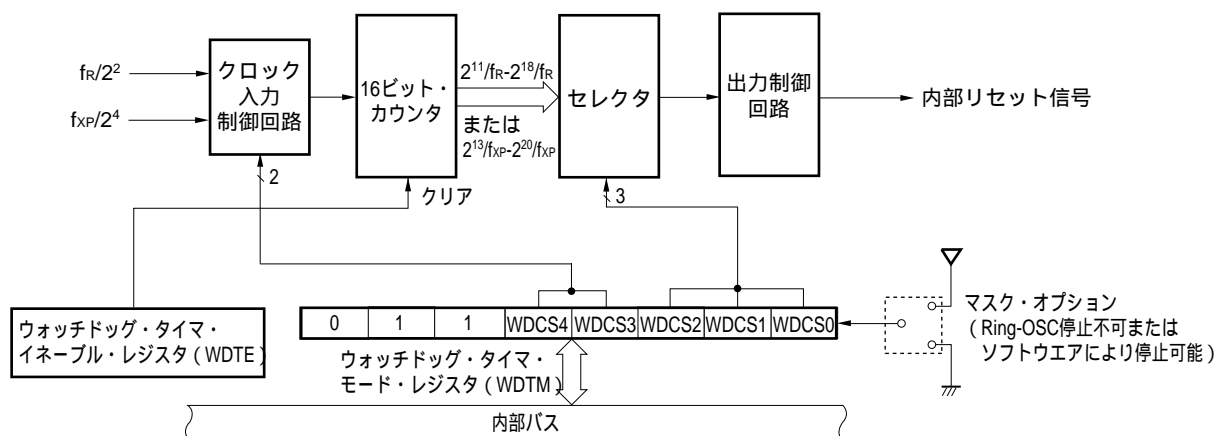 fR/2²
fXP/2⁴
クロック
入力
制御回路
2
16ビット・
カウンタ
クリア
2¹¹/fR-2¹⁸/fR
または
2¹³/fXP-2²⁰/fXP
セレクタ
3
出力制御
回路
内部リセット信号
ウォッチドッグ・タイマ・
イネーブル・レジスタ（WDTE）
0 1 1 WDCS4 WDCS3 WDCS2 WDCS1 WDCS0
ウォッチドッグ・タイマ・
モード・レジスタ（WDTM）
マスク・オプション
（Ring-OSC停止不可または
ソフトウエアにより停止可能）
内部バス